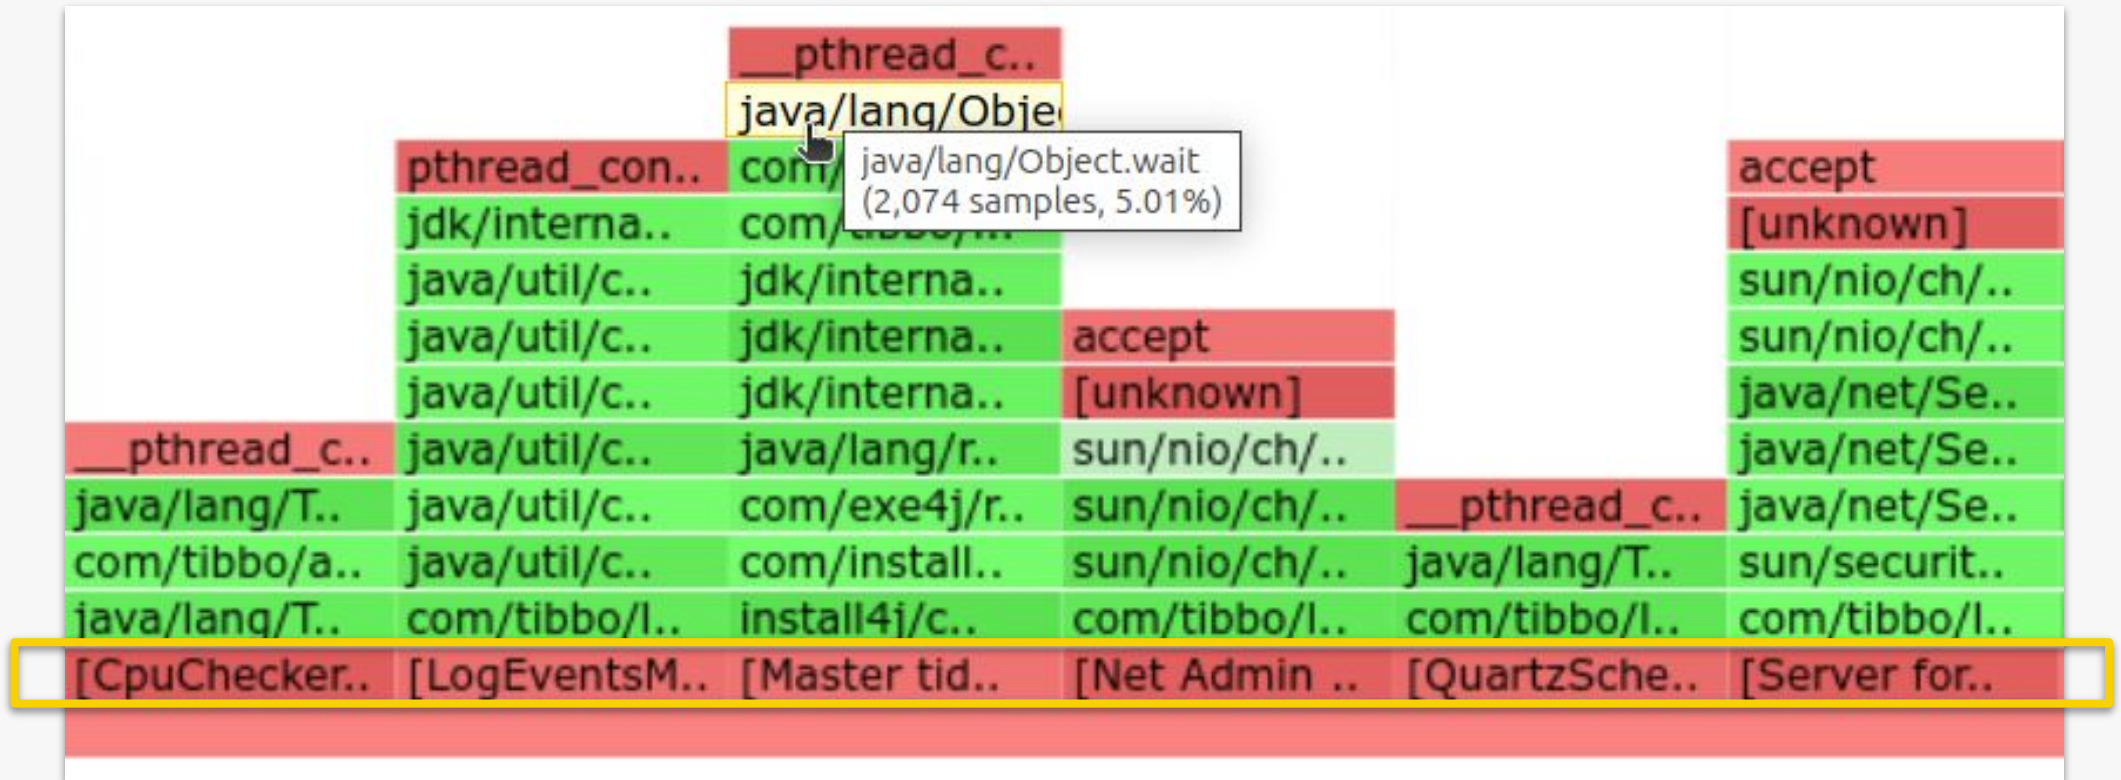 __pthread_c..
java/lang/Obje
java/lang/Object.wait
(2,074 samples, 5.01%)
pthread_con.. com/ accept
jdk/interna.. com/ [unknown]
java/util/c.. jdk/interna.. sun/nio/ch/..
java/util/c.. jdk/interna.. accept sun/nio/ch/..
java/util/c.. jdk/interna.. [unknown] java/net/Se..
__pthread_c.. java/util/c.. java/lang/r.. sun/nio/ch/.. java/net/Se..
java/lang/T.. java/util/c.. com/exe4j/r.. sun/nio/ch/.. __pthread_c.. java/net/Se..
com/tibbo/a.. java/util/c.. com/install.. sun/nio/ch/.. java/lang/T.. sun/securit..
java/lang/T.. com/tibbo/l.. install4j/c.. com/tibbo/l.. com/tibbo/l.. com/tibbo/l..
[CpuChecker.. [LogEventsM.. [Master tid.. [Net Admin .. [QuartzSche.. [Server for..